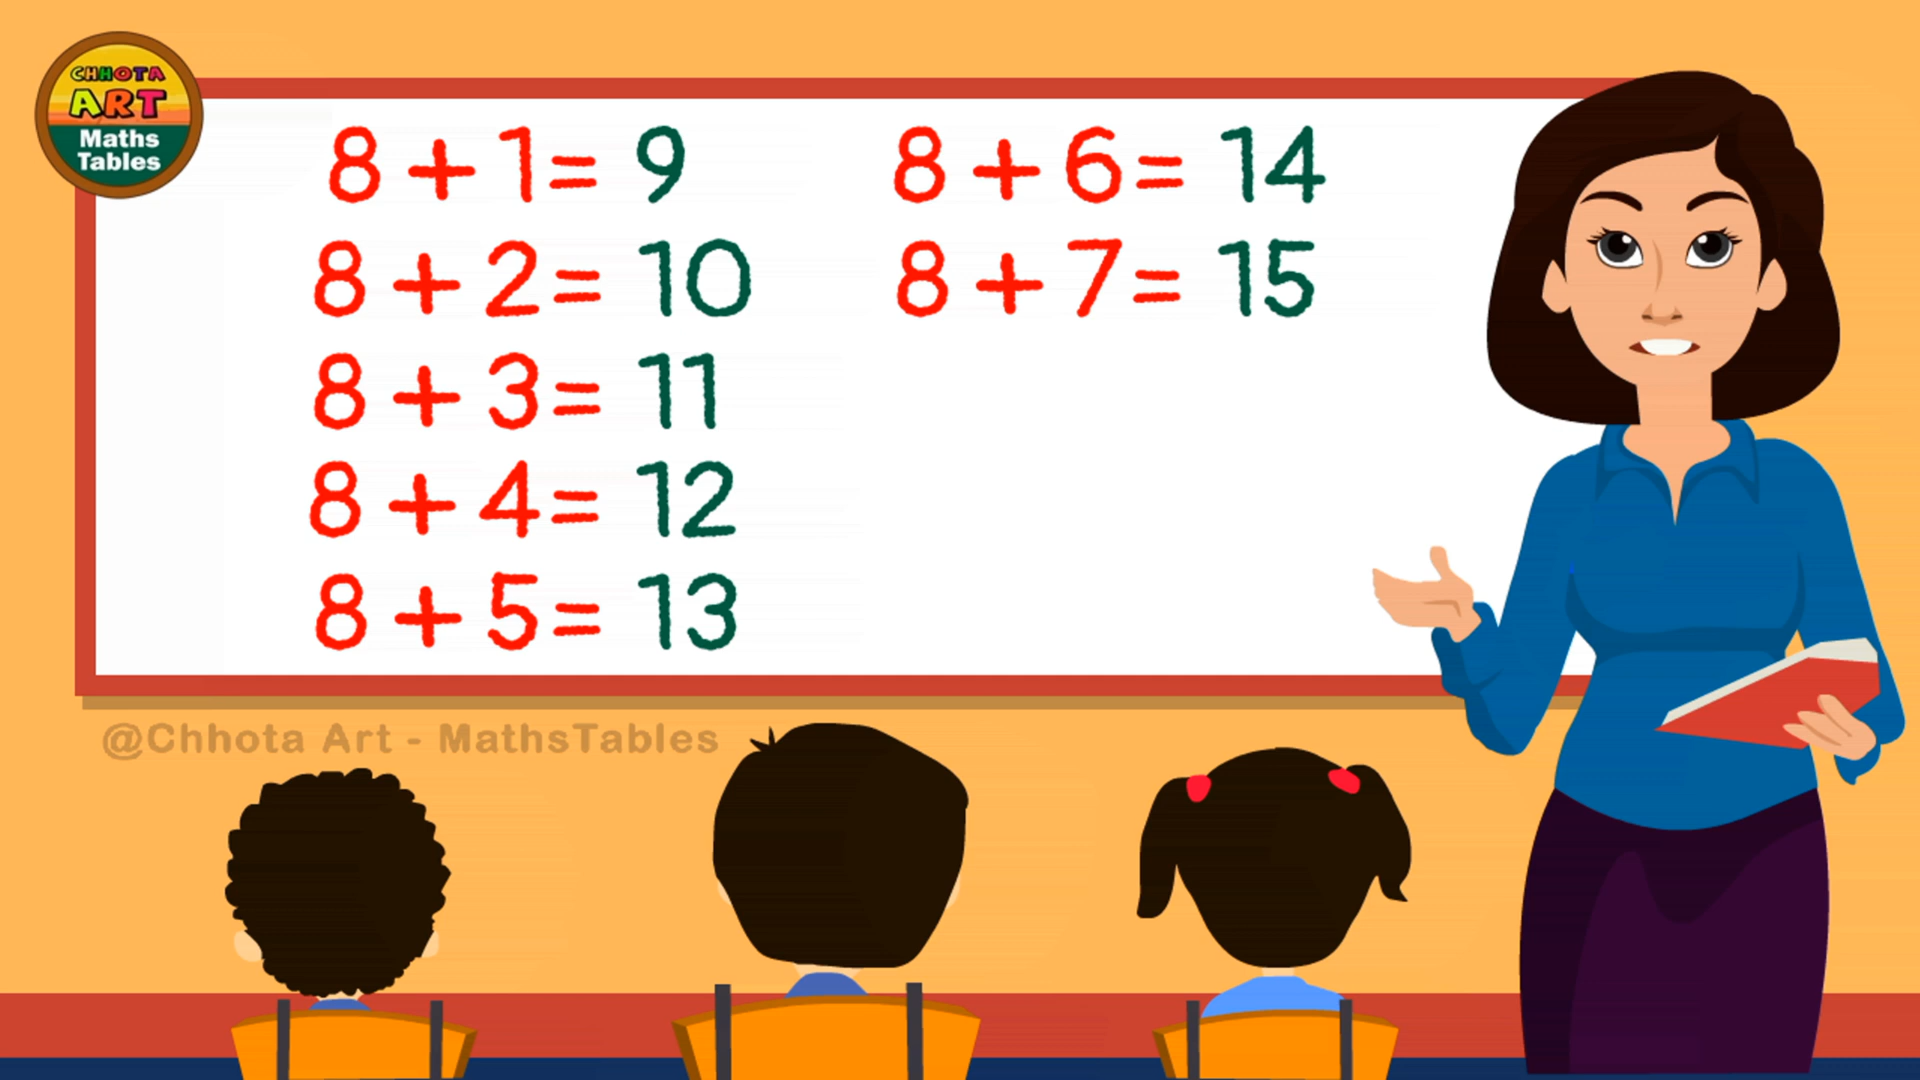 CHHOTA
ART
Maths
Tables
8 + 1 = 9
8 + 2 = 10
8 + 3 = 11
8 + 4 = 12
8 + 5 = 13
8 + 6 = 14
8 + 7 = 15
@Chhota Art - MathsTables